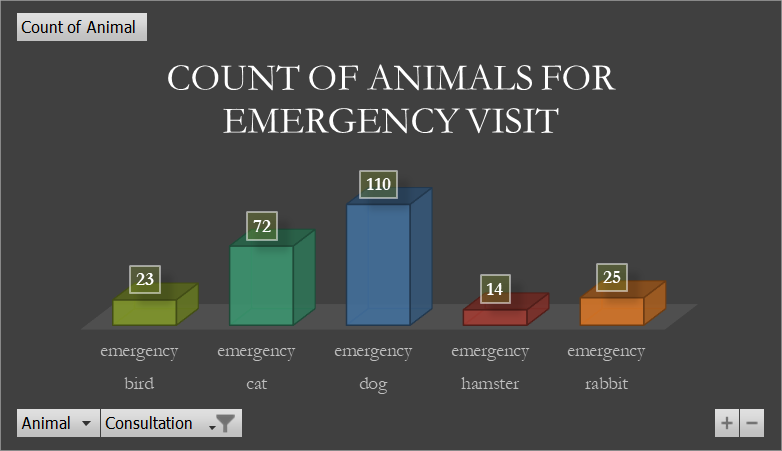 Count of Animal
COUNT OF ANIMALS FOR
EMERGENCY VISIT
23
72
110
14
25
emergency emergency emergency emergency emergency
bird cat dog hamster rabbit
Animal Consultation
+ −